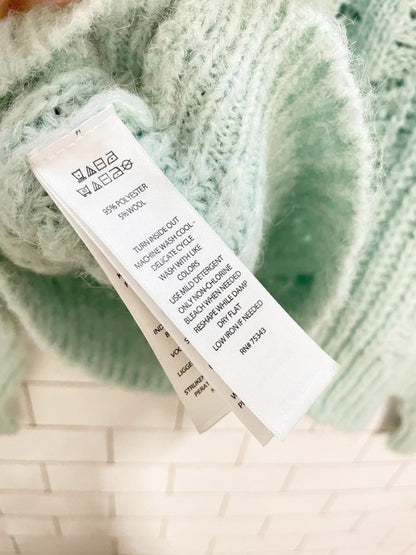 95% POLYESTER
5% WOOL
TURN INSIDE OUT
MACHINE WASH COOL -
DELICATE CYCLE
WASH WITH LIKE
COLORS
USE MILD DETERGENT
ONLY NON-CHLORINE
BLEACH WHEN NEEDED
RESHAPE WHILE DAMP
DRY FLAT
LOW IRON IF NEEDED
RN# 75343